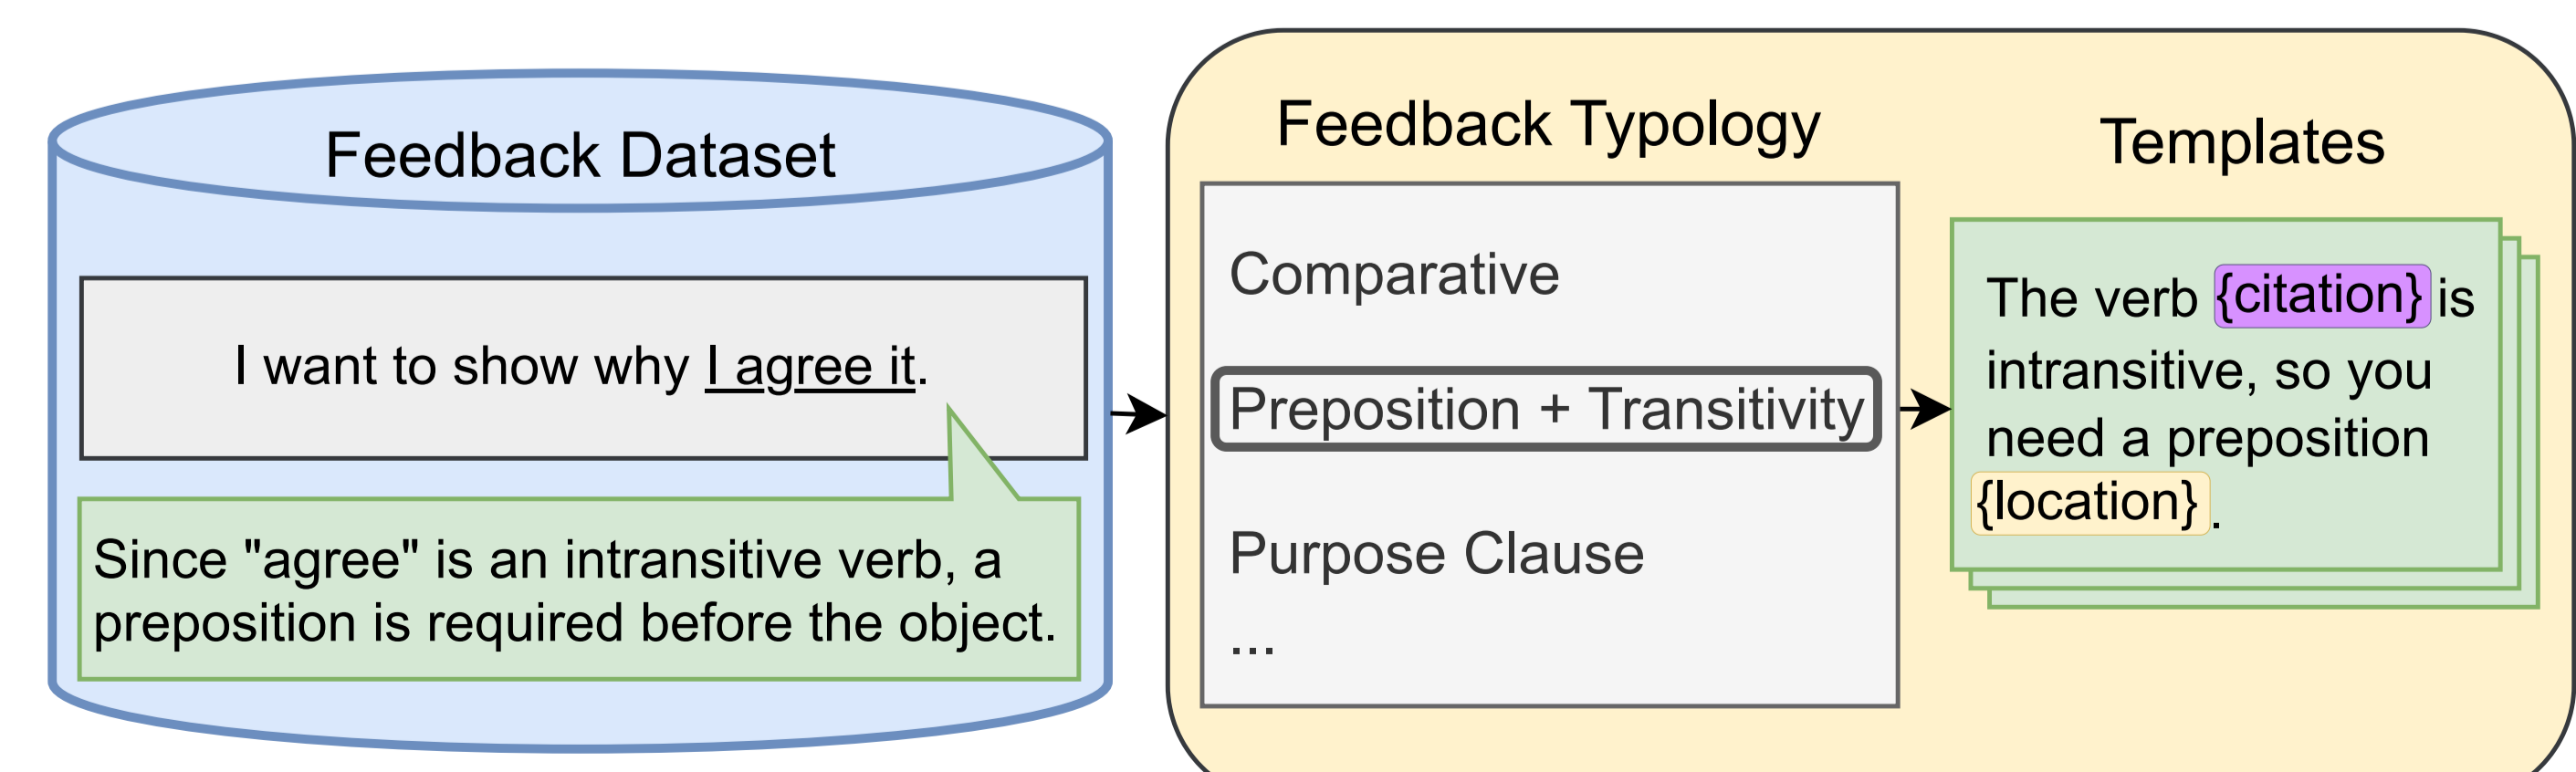 Feedback Dataset
I want to show why I agree it.
Since "agree" is an intransitive verb, a
preposition is required before the object.
Feedback Typology
Comparative
Preposition + Transitivity
Purpose Clause
...
Templates
The verb {citation} is
intransitive, so you
need a preposition
{location} .